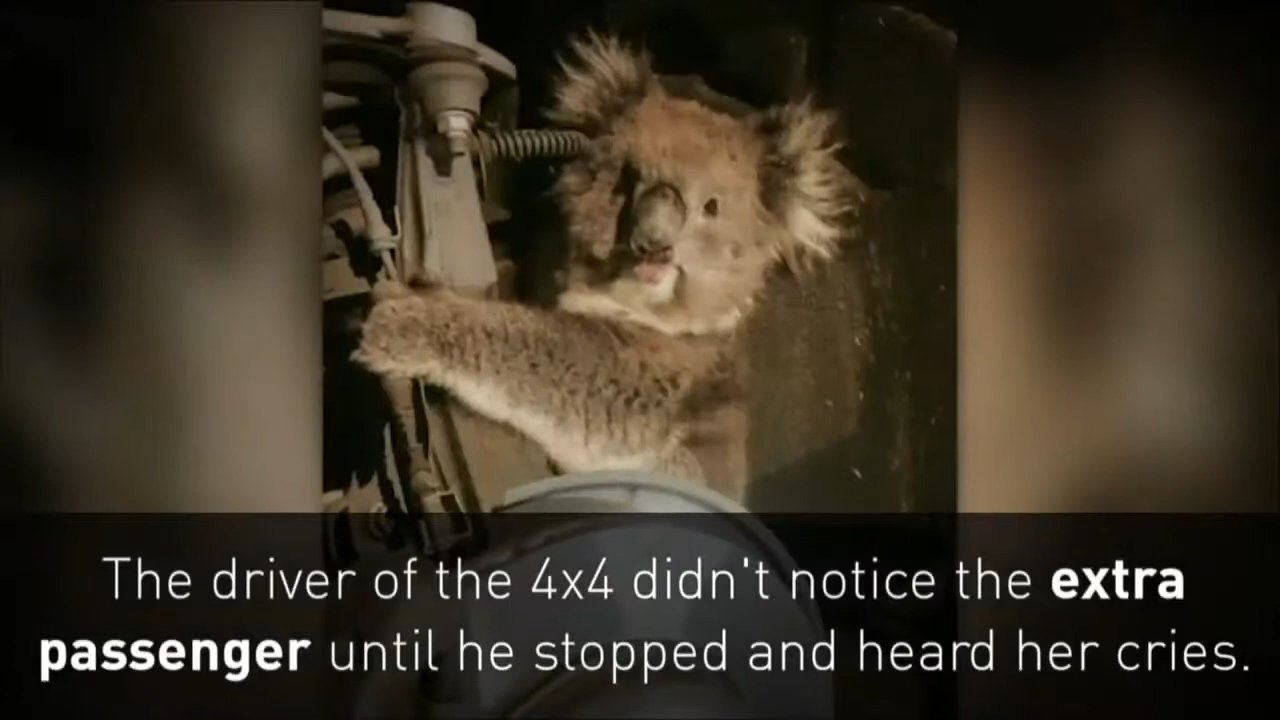 The driver of the 4x4 didn't notice the extra
passenger until he stopped and heard her cries.